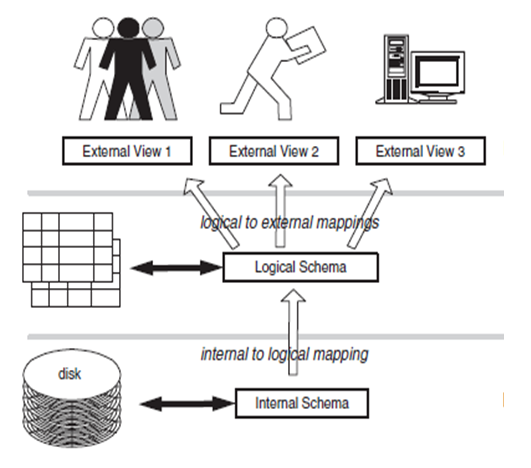 External View 1
External View 2
External View 3
logical to external mappings
Logical Schema
internal to logical mapping
disk
Internal Schema